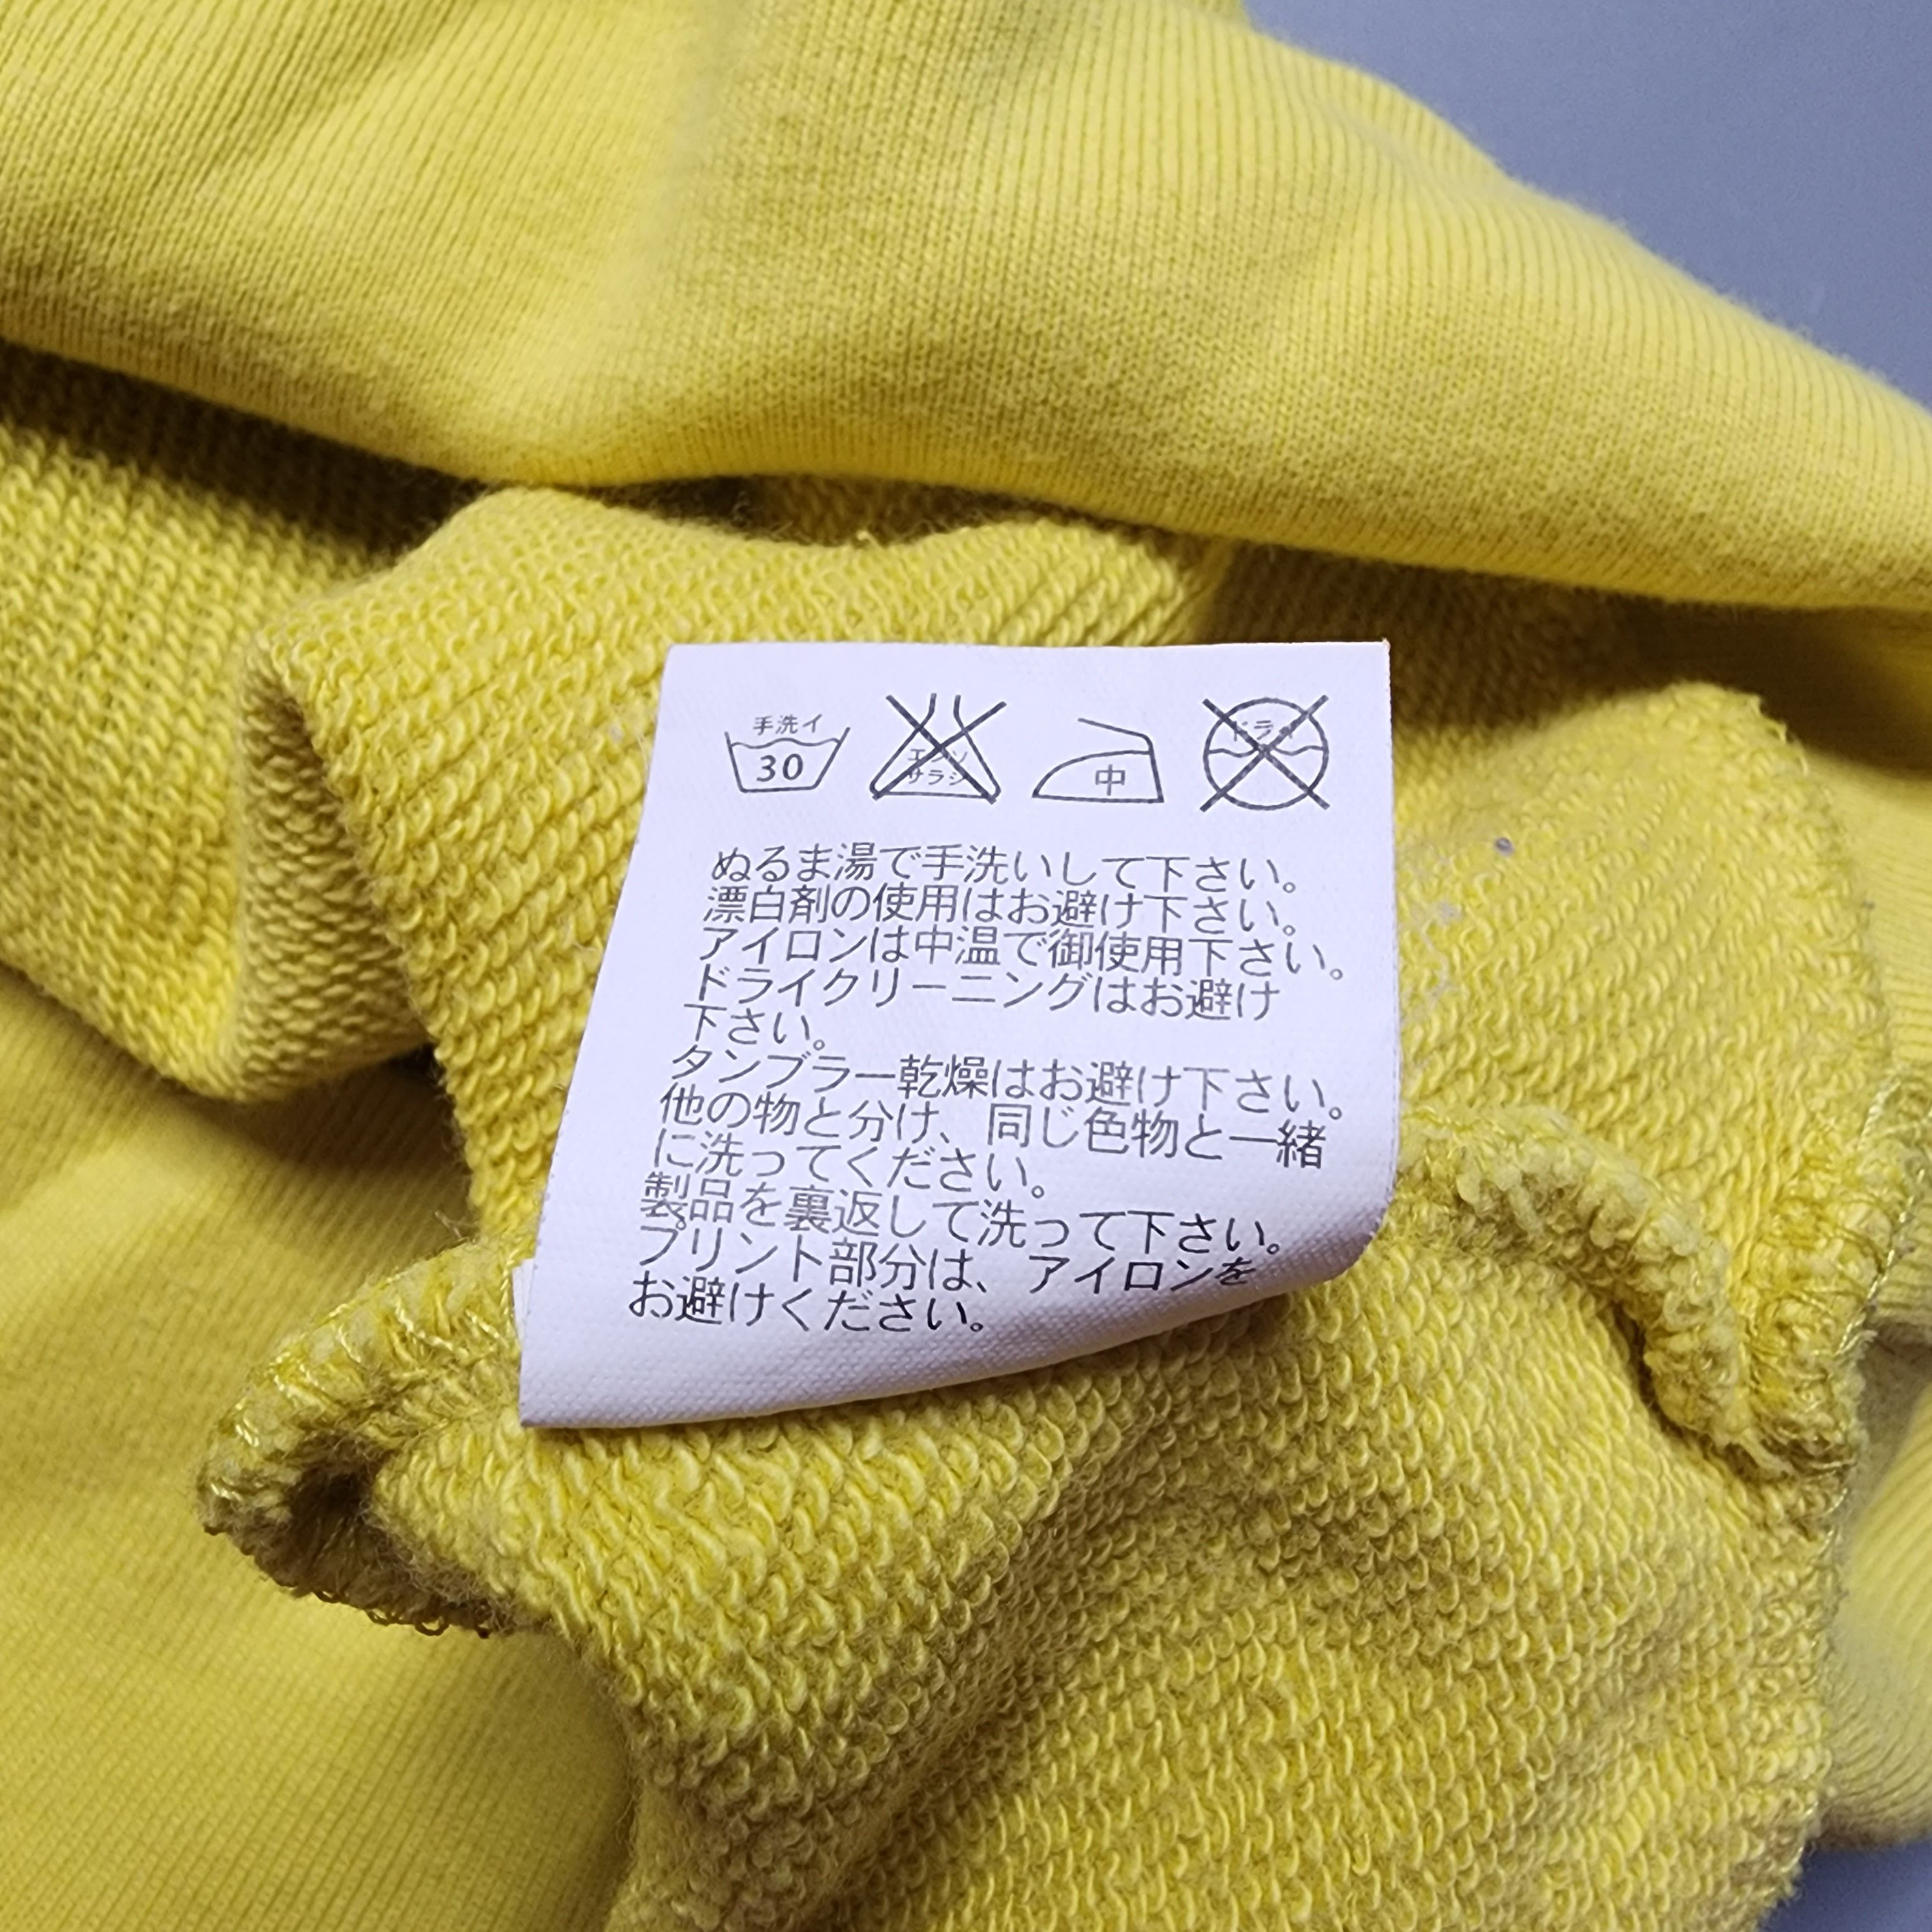 手洗イ
30
エンソ
サラシ
中
ドライ
ぬるま湯で手洗いして下さい。
漂白剤の使用はお避け下さい。
アイロンは中温で御使用下さい。
ドライクリーニングはお避け
下さい。
タンブラー乾燥はお避け下さい。
他の物と分け、同じ色物と一緒
に洗ってください。
製品を裏返して洗って下さい。
プリント部分は、アイロンを
お避けください。